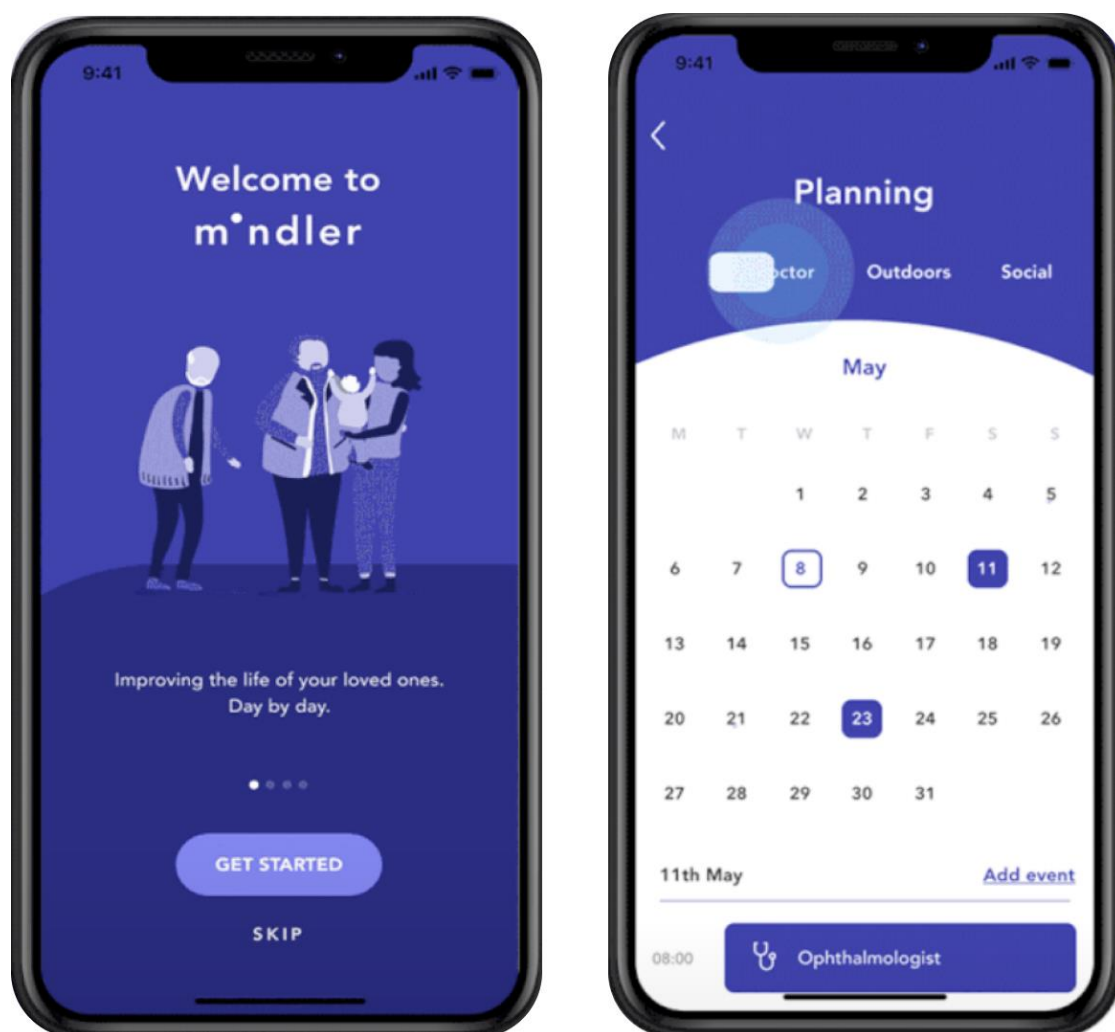 9:41
Welcome to
m•ndler
Improving the life of your loved ones.
Day by day.
GET STARTED
SKIP
9:41
Planning
octor Outdoors Social
May
M T W T F S S
1 2 3 4 5
6 7 8 9 10 11 12
13 14 15 16 17 18 19
20 21 22 23 24 25 26
27 28 29 30 31
11th May Add event
08:00 Ophthalmologist